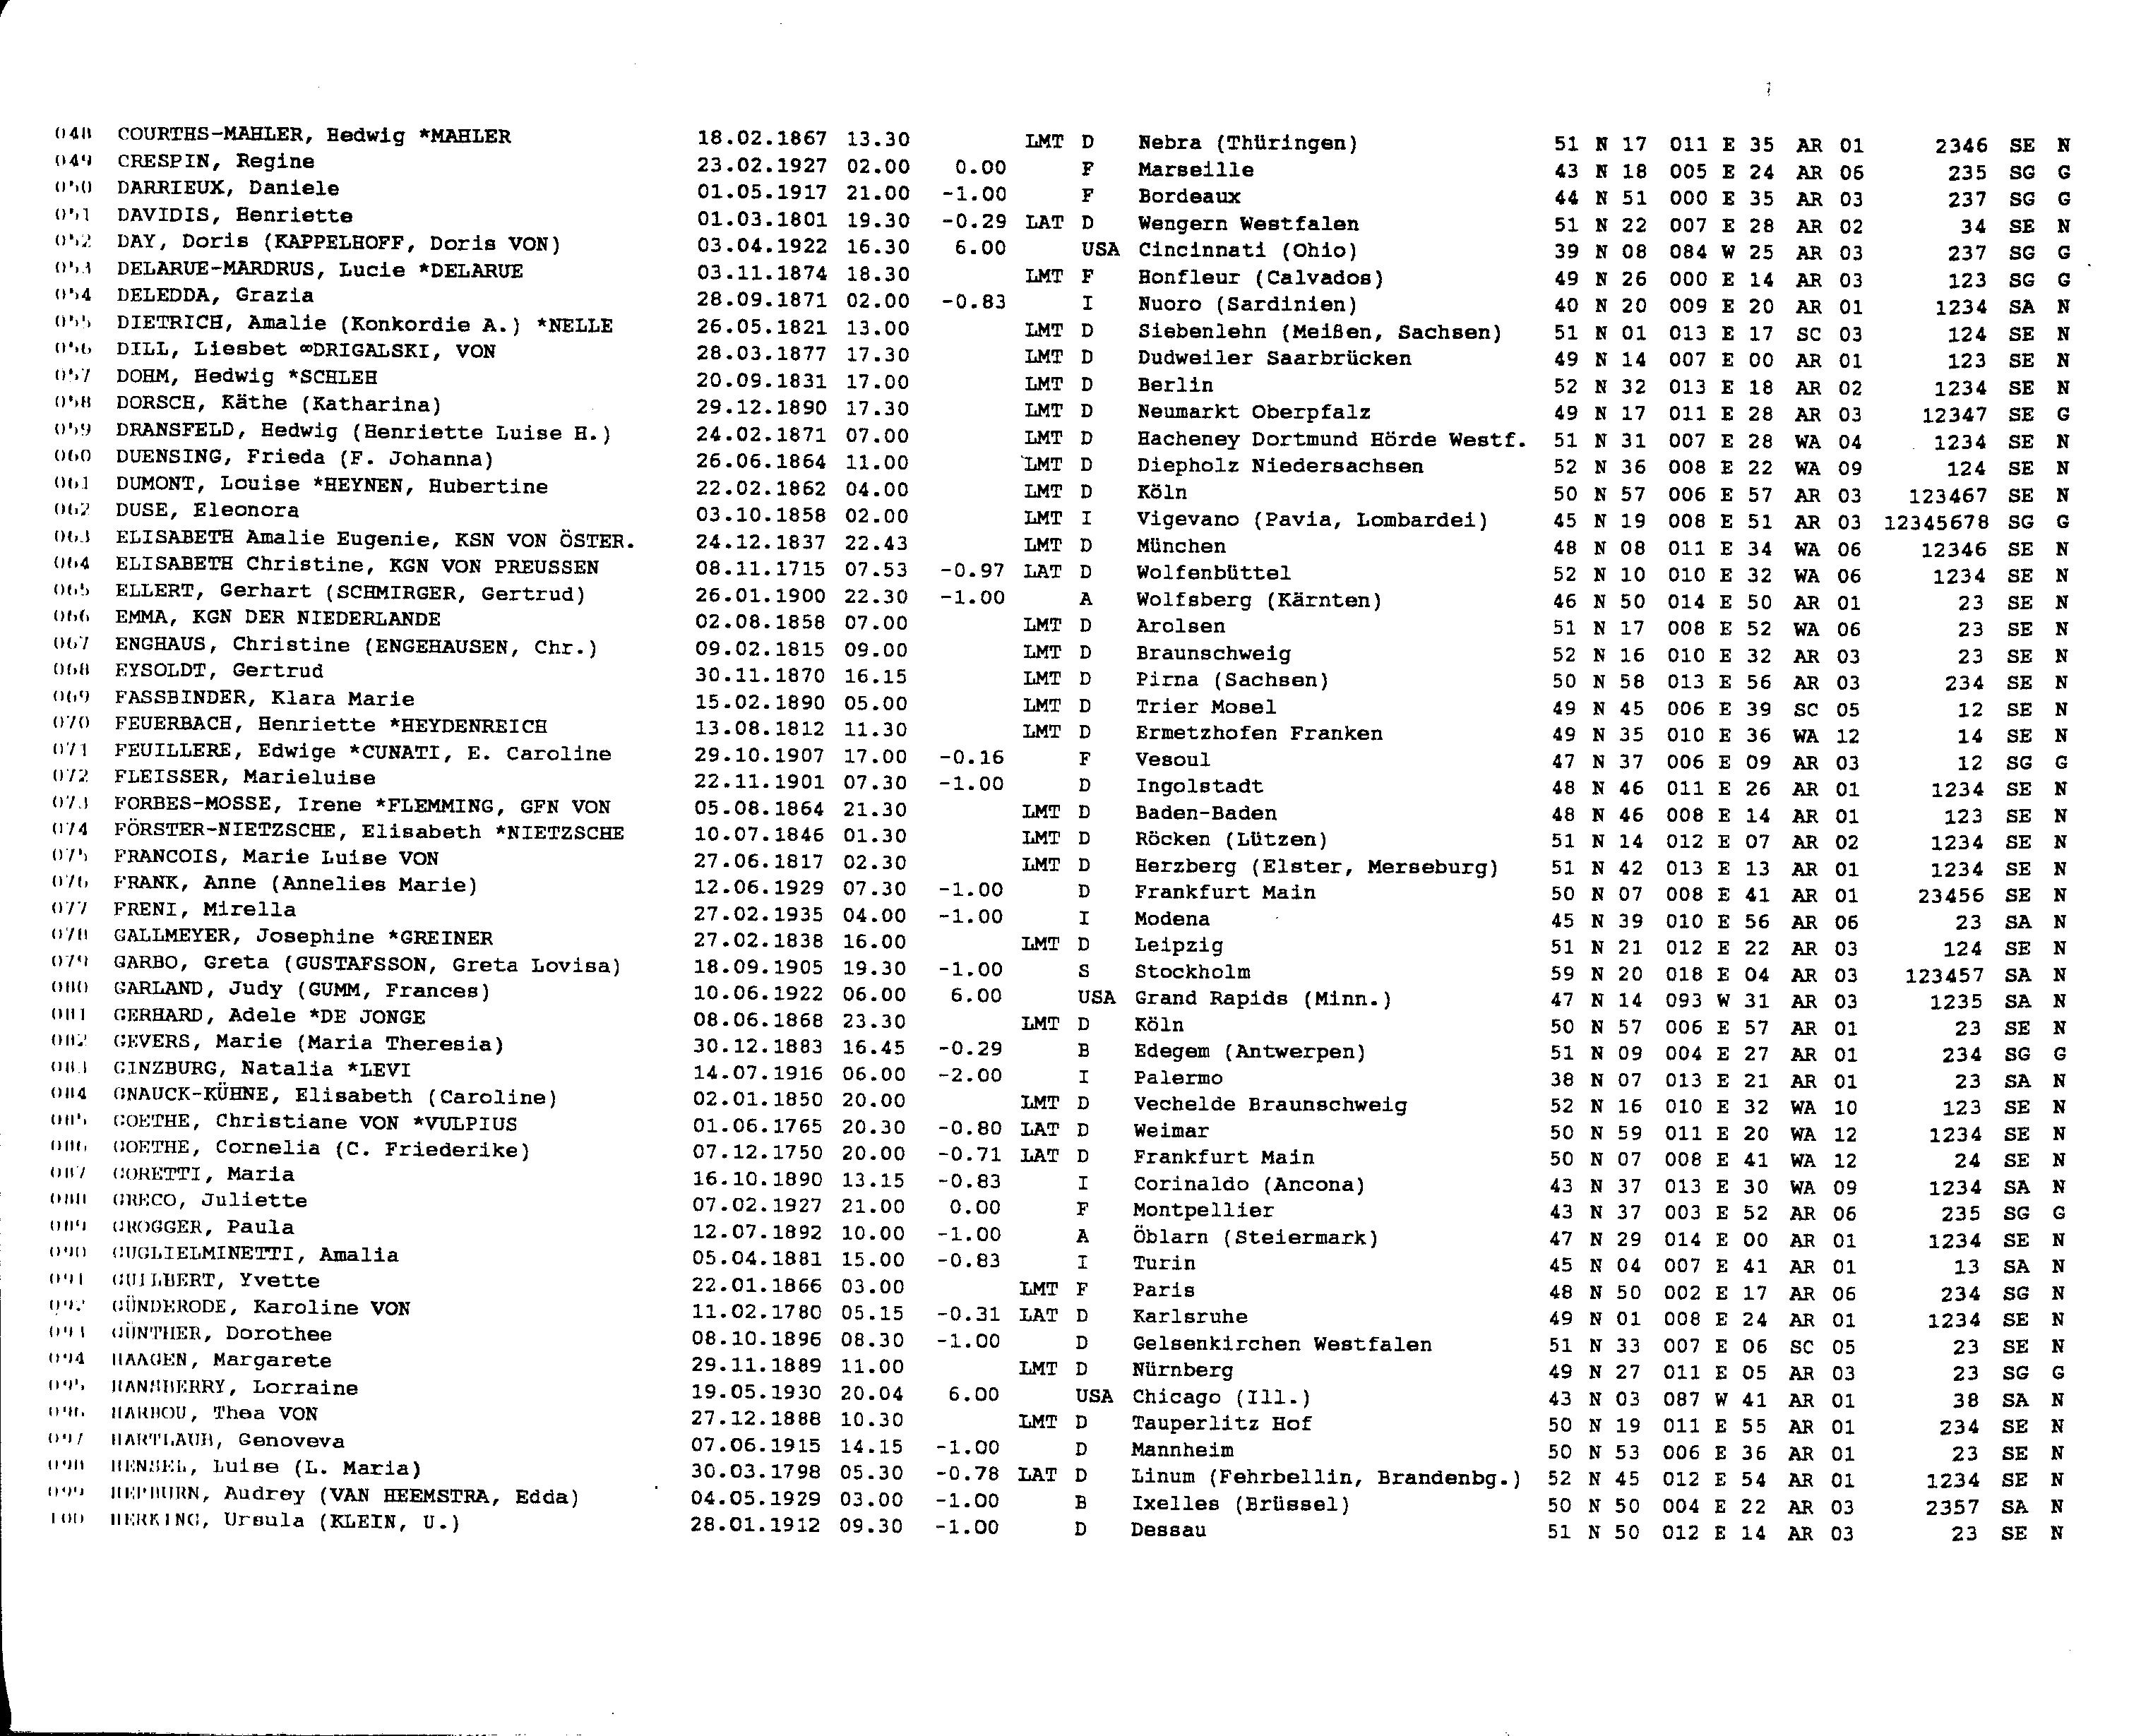 048 COURTHS-MAHLER, Hedwig *MAHLER 18.02.1867 13.30 LMT D Nebra (Thüringen) 51 N 17 011 E 35 AR 01 2346 SE N
049 CRESPIN, Regine 23.02.1927 02.00 0.00 F Marseille 43 N 18 005 E 24 AR 06 235 SG G
050 DARRIEUX, Daniele 01.05.1917 21.00 -1.00 F Bordeaux 44 N 51 000 E 35 AR 03 237 SG G
051 DAVIDIS, Henriette 01.03.1801 19.30 -0.29 LAT D Wengern Westfalen 51 N 22 007 E 28 AR 02 34 SE N
052 DAY, Doris (KAPPELHOFF, Doris VON) 03.04.1922 16.30 6.00 USA Cincinnati (Ohio) 39 N 08 084 W 25 AR 03 237 SG G
053 DELARUE-MARDRUS, Lucie *DELARUE 03.11.1874 18.30 LMT F Honfleur (Calvados) 49 N 26 000 E 14 AR 03 123 SG G
054 DELEDDA, Grazia 28.09.1871 02.00 -0.83 I Nuoro (Sardinien) 40 N 20 009 E 20 AR 01 1234 SA N
055 DIETRICH, Amalie (Konkordie A.) *NELLE 26.05.1821 13.00 LMT D Siebenlehn (Meißen, Sachsen) 51 N 01 013 E 17 SC 03 124 SE N
056 DILL, Liesbet ∞DRIGALSKI, VON 28.03.1877 17.30 LMT D Dudweiler Saarbrücken 49 N 14 007 E 00 AR 01 123 SE N
057 DOHM, Hedwig *SCHLEH 20.09.1831 17.00 LMT D Berlin 52 N 32 013 E 18 AR 02 1234 SE N
058 DORSCH, Käthe (Katharina) 29.12.1890 17.30 LMT D Neumarkt Oberpfalz 49 N 17 011 E 28 AR 03 12347 SE G
059 DRANSFELD, Hedwig (Henriette Luise H.) 24.02.1871 07.00 LMT D Hacheney Dortmund Hörde Westf. 51 N 31 007 E 28 WA 04 1234 SE N
060 DUENSING, Frieda (F. Johanna) 26.06.1864 11.00 LMT D Diepholz Niedersachsen 52 N 36 008 E 22 WA 09 124 SE N
061 DUMONT, Louise *HEYNEN, Hubertine 22.02.1862 04.00 LMT D Köln 50 N 57 006 E 57 AR 03 123467 SE N
062 DUSE, Eleonora 03.10.1858 02.00 LMT I Vigevano (Pavia, Lombardei) 45 N 19 008 E 51 AR 03 12345678 SG G
063 ELISABETH Amalie Eugenie, KSN VON ÖSTER. 24.12.1837 22.43 LMT D München 48 N 08 011 E 34 WA 06 12346 SE N
064 ELISABETH Christine, KGN VON PREUSSEN 08.11.1715 07.53 -0.97 LAT D Wolfenbüttel 52 N 10 010 E 32 WA 06 1234 SE N
065 ELLERT, Gerhart (SCHMIRGER, Gertrud) 26.01.1900 22.30 -1.00 A Wolfsberg (Kärnten) 46 N 50 014 E 50 AR 01 23 SE N
066 EMMA, KGN DER NIEDERLANDE 02.08.1858 07.00 LMT D Arolsen 51 N 17 008 E 52 WA 06 23 SE N
067 ENGHAUS, Christine (ENGEHAUSEN, Chr.) 09.02.1815 09.00 LMT D Braunschweig 52 N 16 010 E 32 AR 03 23 SE N
068 EYSOLDT, Gertrud 30.11.1870 16.15 LMT D Pirna (Sachsen) 50 N 58 013 E 56 AR 03 234 SE N
069 FASSBINDER, Klara Marie 15.02.1890 05.00 LMT D Trier Mosel 49 N 45 006 E 39 SC 05 12 SE N
070 FEUERBACH, Henriette *HEYDENREICH 13.08.1812 11.30 LMT D Ermetzhofen Franken 49 N 35 010 E 36 WA 12 14 SE N
071 FEUILLERE, Edwige *CUNATI, E. Caroline 29.10.1907 17.00 -0.16 F Vesoul 47 N 37 006 E 09 AR 03 12 SG G
072 FLEISSER, Marieluise 22.11.1901 07.30 -1.00 D Ingolstadt 48 N 46 011 E 26 AR 01 1234 SE N
073 FORBES-MOSSE, Irene *FLEMMING, GFN VON 05.08.1864 21.30 LMT D Baden-Baden 48 N 46 008 E 14 AR 01 123 SE N
074 FÖRSTER-NIETZSCHE, Elisabeth *NIETZSCHE 10.07.1846 01.30 LMT D Röcken (Lützen) 51 N 14 012 E 07 AR 02 1234 SE N
075 FRANCOIS, Marie Luise VON 27.06.1817 02.30 LMT D Herzberg (Elster, Merseburg) 51 N 42 013 E 13 AR 01 1234 SE N
076 FRANK, Anne (Annelies Marie) 12.06.1929 07.30 -1.00 D Frankfurt Main 50 N 07 008 E 41 AR 01 23456 SE N
077 FRENI, Mirella 27.02.1935 04.00 -1.00 I Modena 45 N 39 010 E 56 AR 06 23 SA N
078 GALLMEYER, Josephine *GREINER 27.02.1838 16.00 LMT D Leipzig 51 N 21 012 E 22 AR 03 124 SE N
079 GARBO, Greta (GUSTAFSSON, Greta Lovisa) 18.09.1905 19.30 -1.00 S Stockholm 59 N 20 018 E 04 AR 03 123457 SA N
080 GARLAND, Judy (GUMM, Frances) 10.06.1922 06.00 6.00 USA Grand Rapids (Minn.) 47 N 14 093 W 31 AR 03 1235 SA N
081 GERHARD, Adele *DE JONGE 08.06.1868 23.30 LMT D Köln 50 N 57 006 E 57 AR 01 23 SE N
082 GEVERS, Marie (Maria Theresia) 30.12.1883 16.45 -0.29 B Edegem (Antwerpen) 51 N 09 004 E 27 AR 01 234 SG G
083 GINZBURG, Natalia *LEVI 14.07.1916 06.00 -2.00 I Palermo 38 N 07 013 E 21 AR 01 23 SA N
084 GNAUCK-KÜHNE, Elisabeth (Caroline) 02.01.1850 20.00 LMT D Vechelde Braunschweig 52 N 16 010 E 32 WA 10 123 SE N
085 GOETHE, Christiane VON *VULPIUS 01.06.1765 20.30 -0.80 LAT D Weimar 50 N 59 011 E 20 WA 12 1234 SE N
086 GOETHE, Cornelia (C. Friederike) 07.12.1750 20.00 -0.71 LAT D Frankfurt Main 50 N 07 008 E 41 WA 12 24 SE N
087 GORETTI, Maria 16.10.1890 13.15 -0.83 I Corinaldo (Ancona) 43 N 37 013 E 30 WA 09 1234 SA N
088 GRECO, Juliette 07.02.1927 21.00 0.00 F Montpellier 43 N 37 003 E 52 AR 06 235 SG G
089 GROGGER, Paula 12.07.1892 10.00 -1.00 A Öblarn (Steiermark) 47 N 29 014 E 00 AR 01 1234 SE N
090 GUGLIELMINETTI, Amalia 05.04.1881 15.00 -0.83 I Turin 45 N 04 007 E 41 AR 01 13 SA N
091 GUILBERT, Yvette 22.01.1866 03.00 LMT F Paris 48 N 50 002 E 17 AR 06 234 SG N
092 GÜNDERODE, Karoline VON 11.02.1780 05.15 -0.31 LAT D Karlsruhe 49 N 01 008 E 24 AR 01 1234 SE N
093 GÜNTHER, Dorothee 08.10.1896 08.30 -1.00 D Gelsenkirchen Westfalen 51 N 33 007 E 06 SC 05 23 SE N
094 HAAGEN, Margarete 29.11.1889 11.00 LMT D Nürnberg 49 N 27 011 E 05 AR 03 23 SG G
095 HANSBERRY, Lorraine 19.05.1930 20.04 6.00 USA Chicago (Ill.) 43 N 03 087 W 41 AR 01 38 SA N
096 HARBOU, Thea VON 27.12.1888 10.30 LMT D Tauperlitz Hof 50 N 19 011 E 55 AR 01 234 SE N
097 HARTLAUB, Genoveva 07.06.1915 14.15 -1.00 D Mannheim 50 N 53 006 E 36 AR 01 23 SE N
098 HENSEL, Luise (L. Maria) 30.03.1798 05.30 -0.78 LAT D Linum (Fehrbellin, Brandenbg.) 52 N 45 012 E 54 AR 01 1234 SE N
099 HEPBURN, Audrey (VAN HEEMSTRA, Edda) 04.05.1929 03.00 -1.00 B Ixelles (Brüssel) 50 N 50 004 E 22 AR 03 2357 SA N
100 HERKING, Ursula (KLEIN, U.) 28.01.1912 09.30 -1.00 D Dessau 51 N 50 012 E 14 AR 03 23 SE N